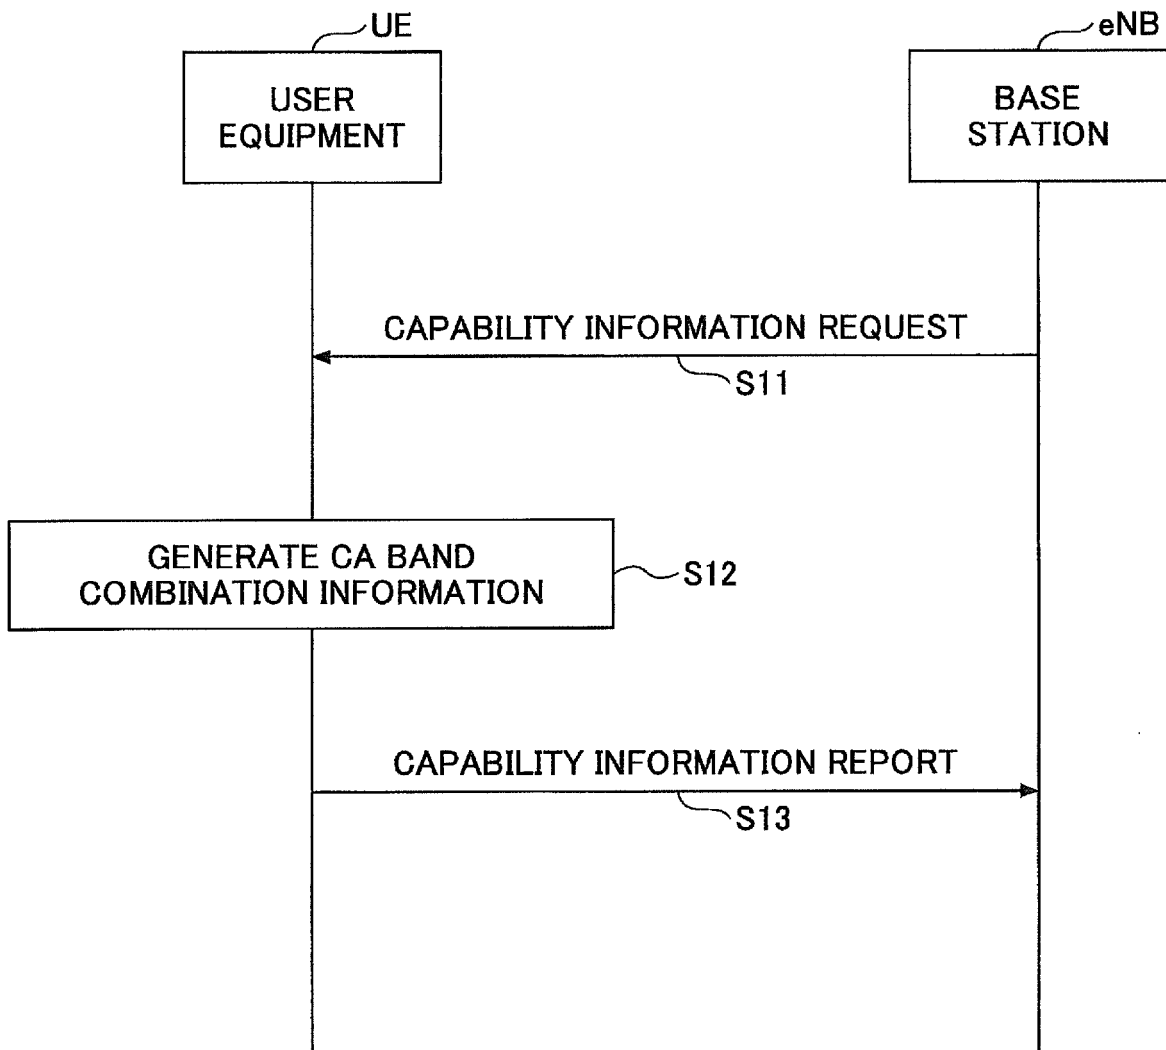 UE
eNB
USER
EQUIPMENT
BASE
STATION
CAPABILITY INFORMATION REQUEST
S11
GENERATE CA BAND
COMBINATION INFORMATION
S12
CAPABILITY INFORMATION REPORT
S13